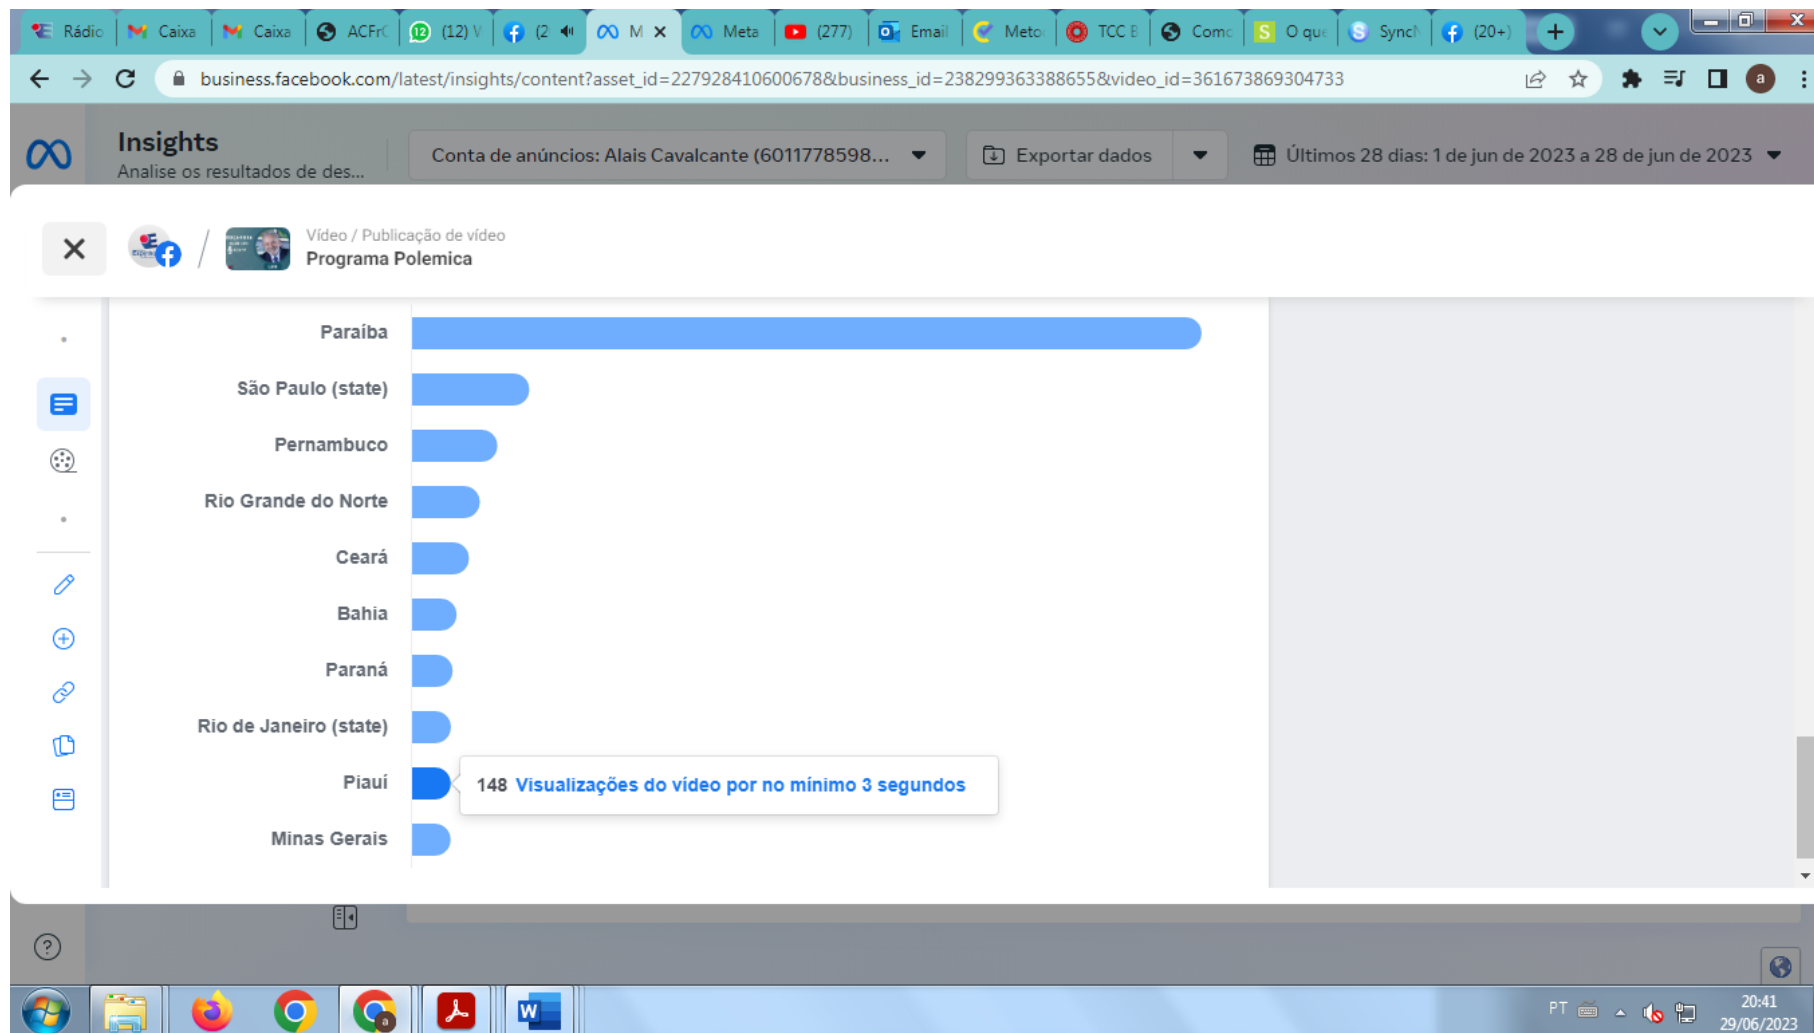 Rádio Caixa Caixa ACFrC (12) V (2 M Meta (277) Email Meto TCC B Como O que SyncN (20+)
business.facebook.com/latest/insights/content?asset_id=227928410600678&business_id=238299363388655&video_id=361673869304733
a
Insights
Analise os resultados de des...
Conta de anúncios: Alais Cavalcante (6011778598...
Exportar dados
Últimos 28 dias: 1 de jun de 2023 a 28 de jun de 2023
/
Vídeo / Publicação de vídeo
Programa Polemica
Paraíba
São Paulo (state)
Pernambuco
Rio Grande do Norte
Ceará
Bahia
Paraná
Rio de Janeiro (state)
Piauí
148 Visualizações do vídeo por no mínimo 3 segundos
Minas Gerais
PT
20:41
29/06/2023